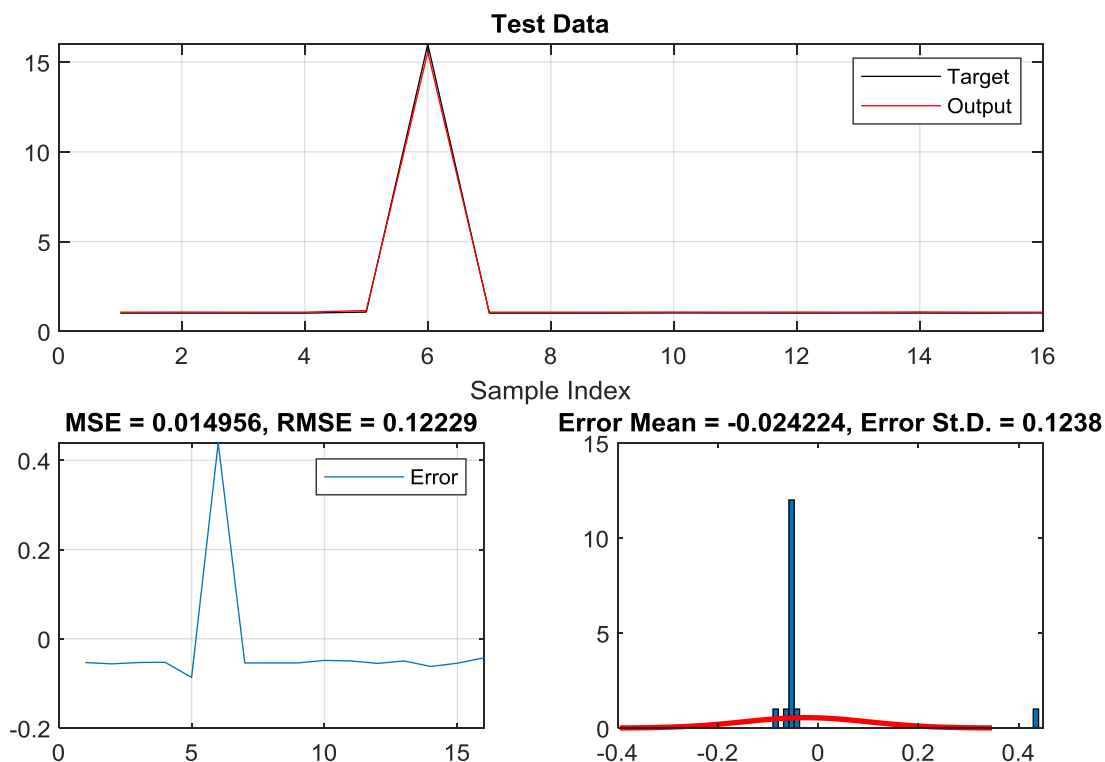 Test Data
15
10
5
0
Target
Output
0 2 4 6 8 10 12 14 16
Sample Index
MSE = 0.014956, RMSE = 0.12229
0.4
0.2
0
-0.2
Error
0 5 10 15
Error Mean = -0.024224, Error St.D. = 0.1238
15
10
5
0
-0.4 -0.2 0 0.2 0.4